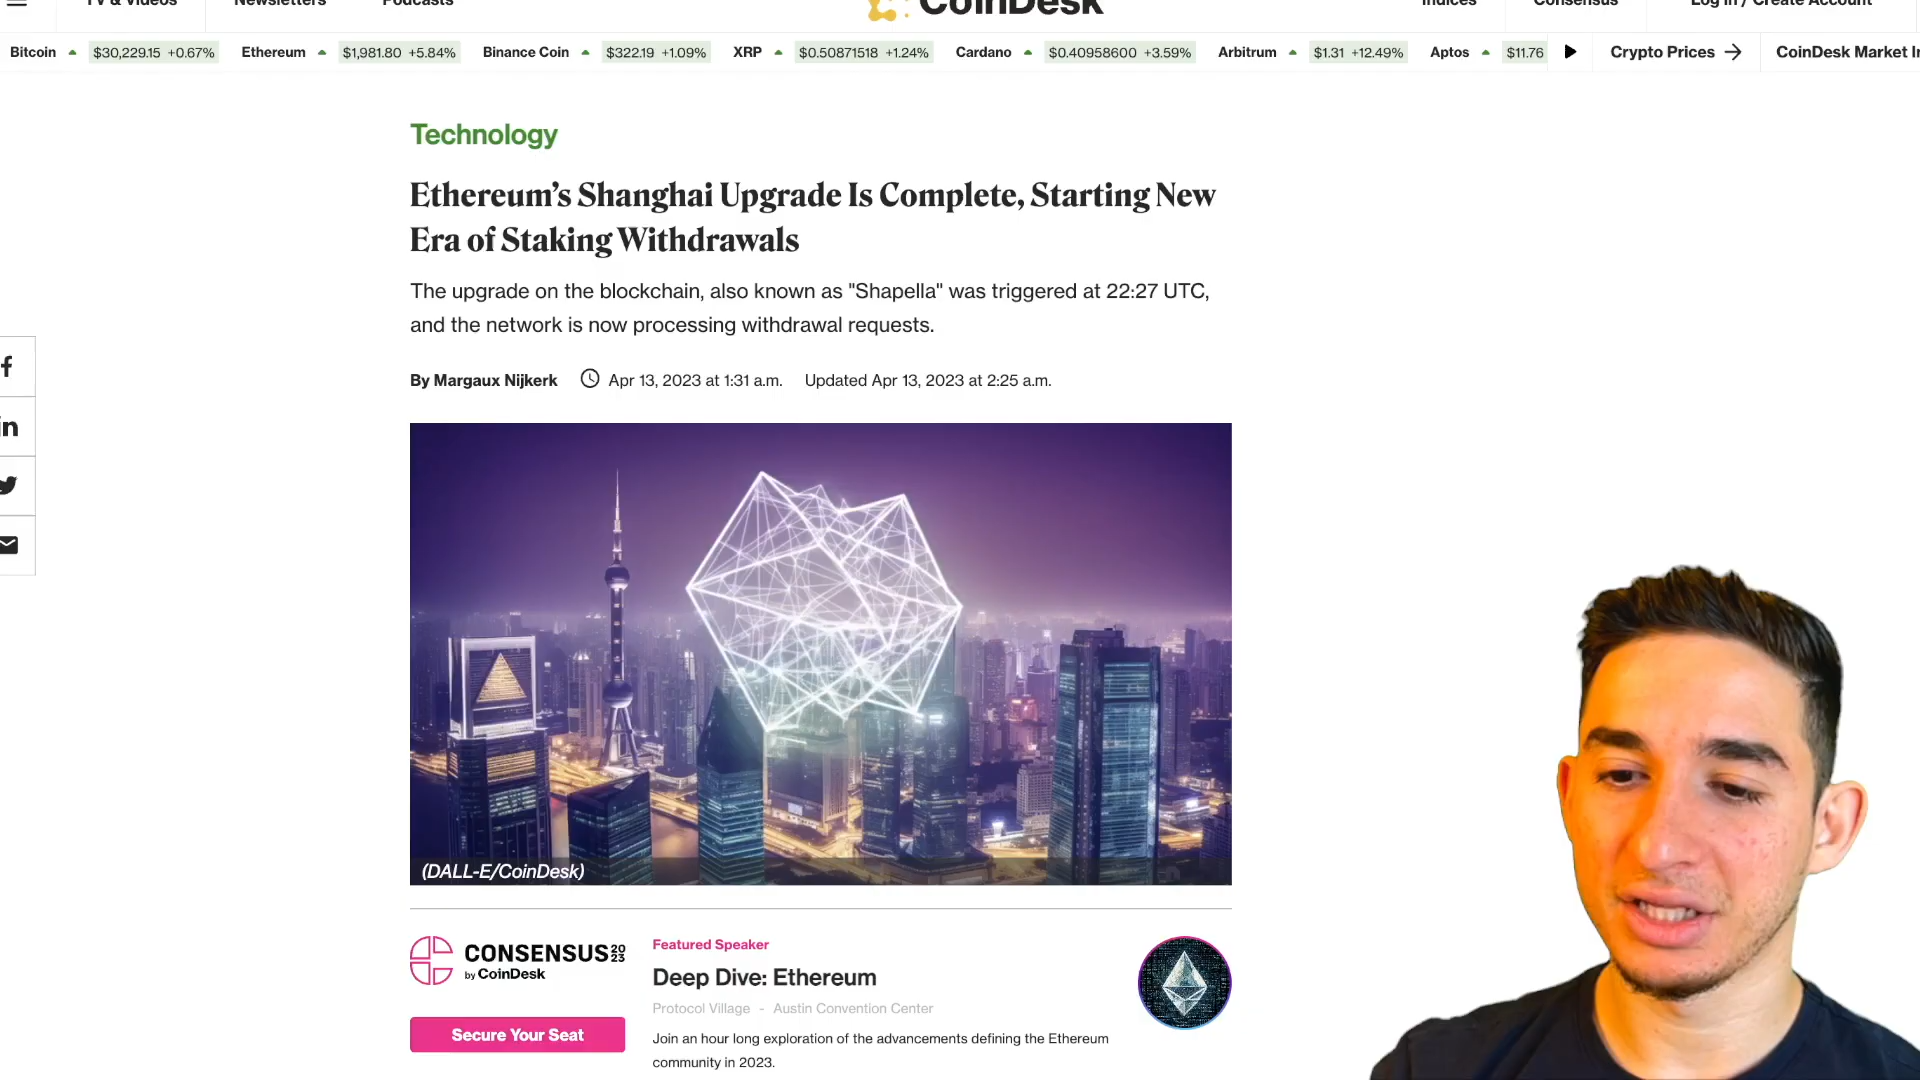 TV & Videos
Newsletters
Podcasts
CoinDesk
Indices
Consensus
Log In / Create Account
Bitcoin $30,229.15 +0.67% Ethereum $1,981.80 +5.84% Binance Coin $322.19 +1.09% XRP $0.50871518 +1.24% Cardano $0.40958600 +3.59% Arbitrum $1.31 +12.49% Aptos $11.76 Crypto Prices → CoinDesk Market
Technology
Ethereum’s Shanghai Upgrade Is Complete, Starting New
Era of Staking Withdrawals
The upgrade on the blockchain, also known as "Shapella" was triggered at 22:27 UTC,
and the network is now processing withdrawal requests.
By Margaux Nijkerk Apr 13, 2023 at 1:31 a.m. Updated Apr 13, 2023 at 2:25 a.m.
(DALL-E/CoinDesk)
CONSENSUS 2023
by CoinDesk
Secure Your Seat
Featured Speaker
Deep Dive: Ethereum
Protocol Village - Austin Convention Center
Join an hour long exploration of the advancements defining the Ethereum
community in 2023.